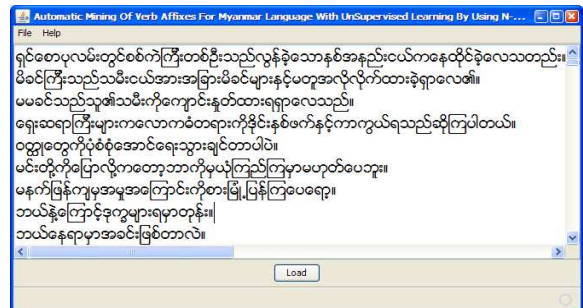 Automatic Mining Of Verb Affixes For Myanmar Language With UnSupervised Learning By Using N-...
File Help
ရှင်စောပုလမ်းတွင်စစ်ကဲကြီးတစ်ဦးသည်လွန်ခဲ့သောနှစ်အနည်းငယ်ကနေထိုင်ခဲ့လေသတည်း။
မိခင်ကြီးသည်သမီးငယ်အားအခြားမိခင်များနှင့်မတူအလိုလိုက်ထားခဲ့ရှာလေ၏။
မမခင်သည်သူ၏သမီးကိုကျောင်းနှုတ်ထားရရှာလေသည်။
ရှေးဆရာကြီးများကလောကဓံတရားကိုဒိုင်းနှစ်ဖက်နှင့်ကာကွယ်ရသည်ဆိုကြပါတယ်။
ဝတ္ထုတွေကိုပုံစံစုံအောင်ရေးသွားချင်တာပါပဲ။
မင်းတို့ကိုပြောလို့ကတော့ဘာကိုမှယုံကြည်ကြမှာမဟုတ်ပေဘူး။
မနက်ဖြန်ကျမှအမှုအကြောင်းကိုစားမြုံ့ပြန်ကြပေရော့။
ဘယ်နဲ့ကြောင့်ဒုက္ခများရမှာတုန်း။
ဘယ်နေရာမှာအခင်းဖြစ်တာလဲ။
Load